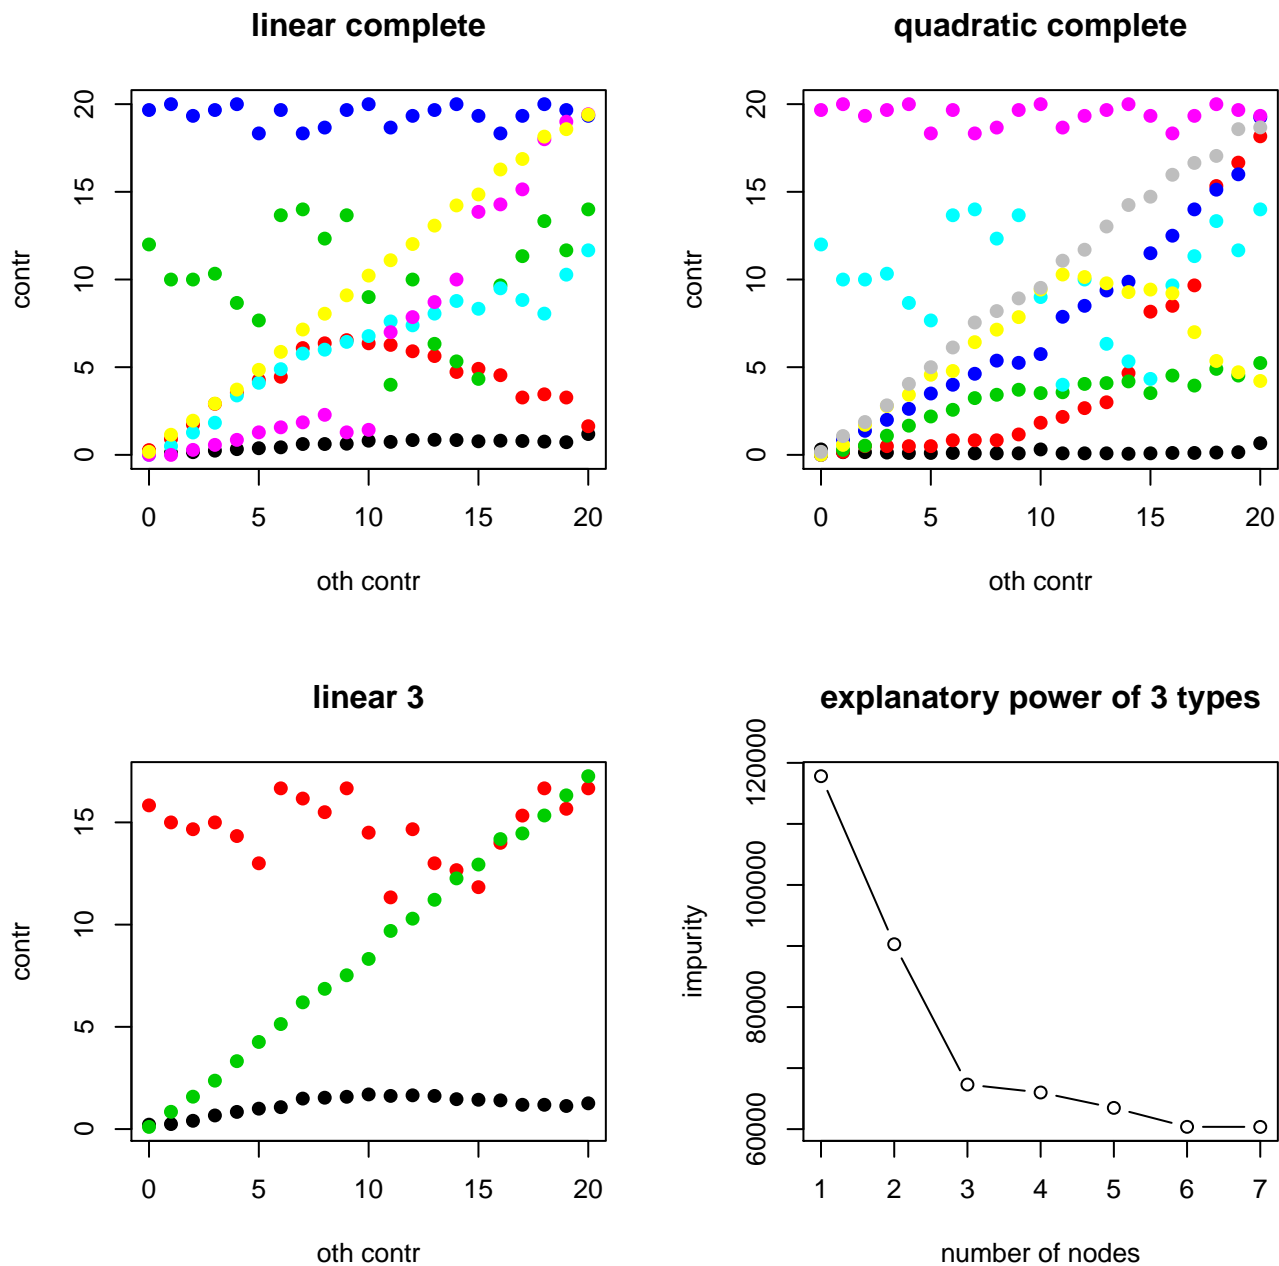 linear complete
contr
20
15
10
5
0
0 5 10 15 20
oth contr
quadratic complete
contr
20
15
10
5
0
0 5 10 15 20
oth contr
linear 3
contr
15
10
5
0
0 5 10 15 20
oth contr
explanatory power of 3 types
impurity
120000
100000
80000
60000
1 2 3 4 5 6 7
number of nodes